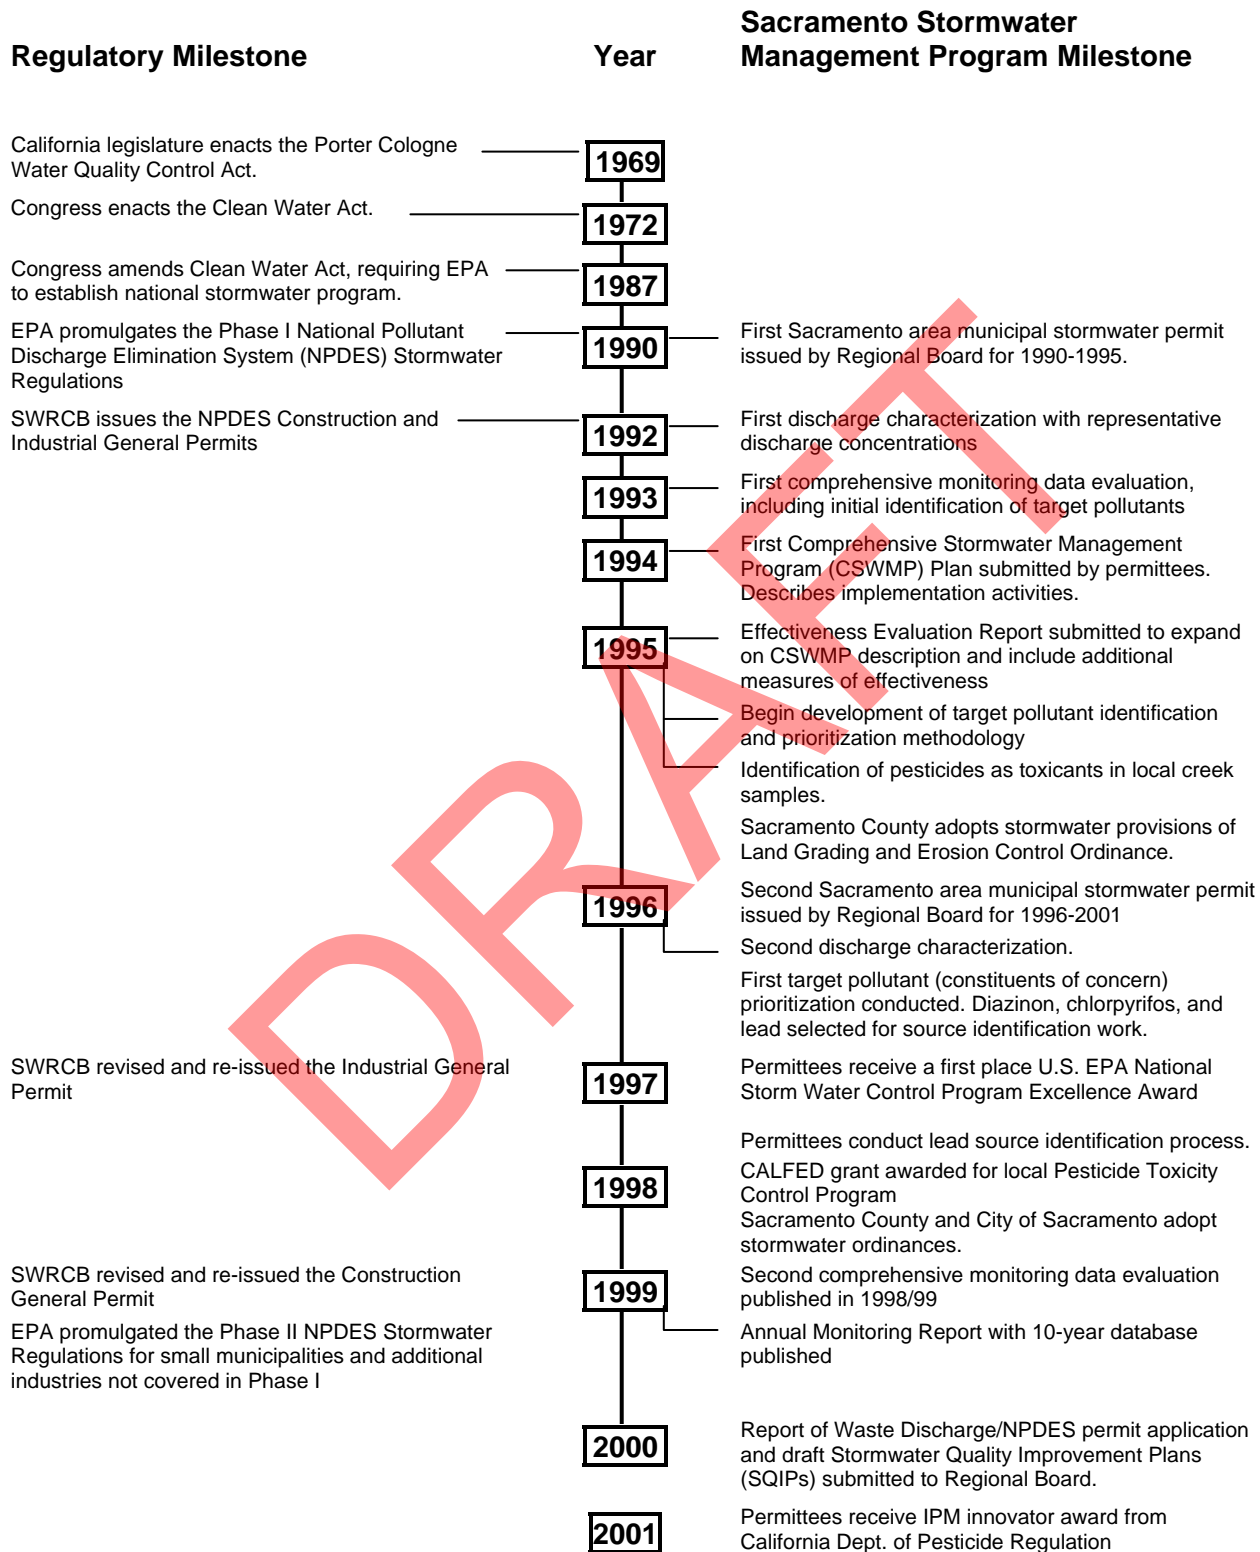 Regulatory Milestone
Year
Sacramento Stormwater
Management Program Milestone
California legislature enacts the Porter Cologne
Water Quality Control Act.
1969
Congress enacts the Clean Water Act.
1972
Congress amends Clean Water Act, requiring EPA
to establish national stormwater program.
1987
EPA promulgates the Phase I National Pollutant
Discharge Elimination System (NPDES) Stormwater
Regulations
1990
First Sacramento area municipal stormwater permit
issued by Regional Board for 1990-1995.
SWRCB issues the NPDES Construction and
Industrial General Permits
1992
First discharge characterization with representative
discharge concentrations
1993
First comprehensive monitoring data evaluation,
including initial identification of target pollutants
1994
First Comprehensive Stormwater Management
Program (CSWMP) Plan submitted by permittees.
Describes implementation activities.
1995
Effectiveness Evaluation Report submitted to expand
on CSWMP description and include additional
measures of effectiveness
Begin development of target pollutant identification
and prioritization methodology
Identification of pesticides as toxicants in local creek
samples.
Sacramento County adopts stormwater provisions of
Land Grading and Erosion Control Ordinance.
1996
Second Sacramento area municipal stormwater permit
issued by Regional Board for 1996-2001
Second discharge characterization.
First target pollutant (constituents of concern)
prioritization conducted. Diazinon, chlorpyrifos, and
lead selected for source identification work.
SWRCB revised and re-issued the Industrial General
Permit
1997
Permittees receive a first place U.S. EPA National
Storm Water Control Program Excellence Award
Permittees conduct lead source identification process.
1998
CALFED grant awarded for local Pesticide Toxicity
Control Program
Sacramento County and City of Sacramento adopt
stormwater ordinances.
SWRCB revised and re-issued the Construction
General Permit
1999
Second comprehensive monitoring data evaluation
published in 1998/99
EPA promulgated the Phase II NPDES Stormwater
Regulations for small municipalities and additional
industries not covered in Phase I
Annual Monitoring Report with 10-year database
published
2000
Report of Waste Discharge/NPDES permit application
and draft Stormwater Quality Improvement Plans
(SQIPs) submitted to Regional Board.
2001
Permittees receive IPM innovator award from
California Dept. of Pesticide Regulation
DRAFT